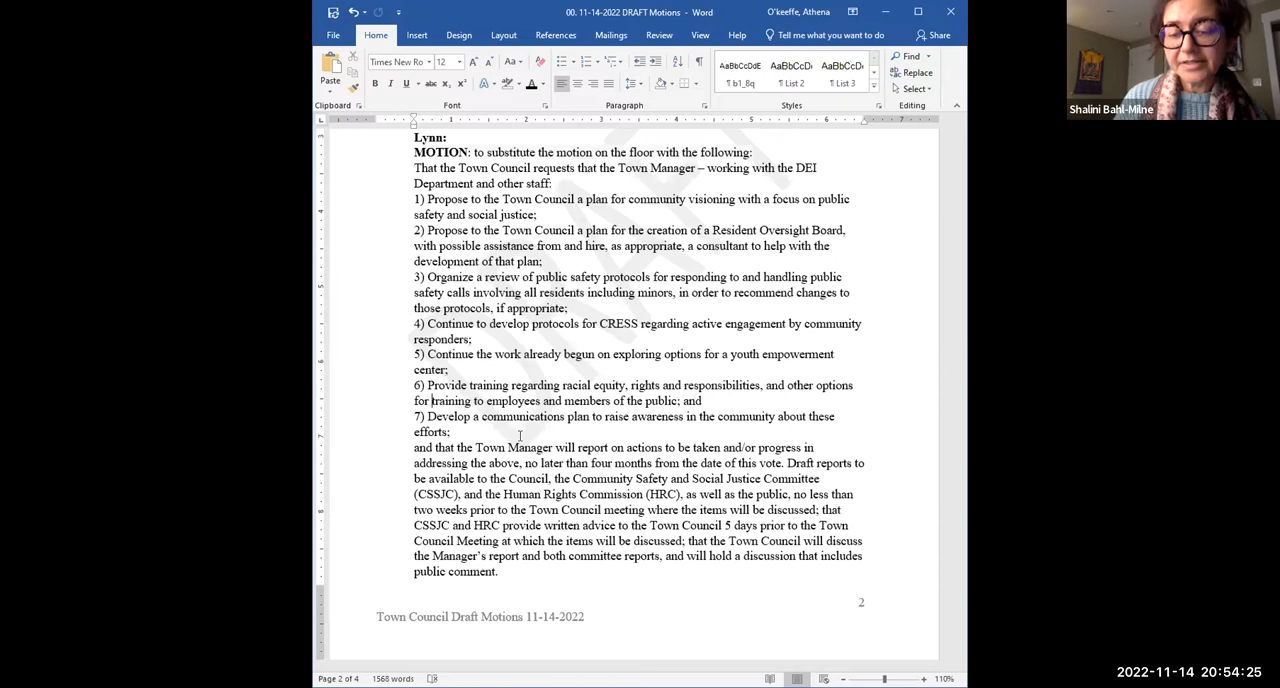 00. 11-14-2022 DRAFT Motions - Word
O'keeffe, Athena
File Home Insert Design Layout References Mailings Review View Help Tell me what you want to do Share
Paste
Times New Ro 12
AaBbCcDdE AaBbCcDc AaBbCcDc
¶ b1_8q ¶ List 2 ¶ List 3
Find
Replace
Select
Clipboard Font Paragraph Styles Editing
Shalini Bahl-Milne
DRAFT
Lynn:
MOTION: to substitute the motion on the floor with the following:
That the Town Council requests that the Town Manager – working with the DEI
Department and other staff:
1) Propose to the Town Council a plan for community visioning with a focus on public
safety and social justice;
2) Propose to the Town Council a plan for the creation of a Resident Oversight Board,
with possible assistance from and hire, as appropriate, a consultant to help with the
development of that plan;
3) Organize a review of public safety protocols for responding to and handling public
safety calls involving all residents including minors, in order to recommend changes to
those protocols, if appropriate;
4) Continue to develop protocols for CRESS regarding active engagement by community
responders;
5) Continue the work already begun on exploring options for a youth empowerment
center;
6) Provide training regarding racial equity, rights and responsibilities, and other options
for training to employees and members of the public; and
7) Develop a communications plan to raise awareness in the community about these
efforts;
and that the Town Manager will report on actions to be taken and/or progress in
addressing the above, no later than four months from the date of this vote. Draft reports to
be available to the Council, the Community Safety and Social Justice Committee
(CSSJC), and the Human Rights Commission (HRC), as well as the public, no less than
two weeks prior to the Town Council meeting where the items will be discussed; that
CSSJC and HRC provide written advice to the Town Council 5 days prior to the Town
Council Meeting at which the items will be discussed; that the Town Council will discuss
the Manager's report and both committee reports, and will hold a discussion that includes
public comment.
2
Town Council Draft Motions 11-14-2022
Page 2 of 4 1568 words 110%
2022-11-14 20:54:25